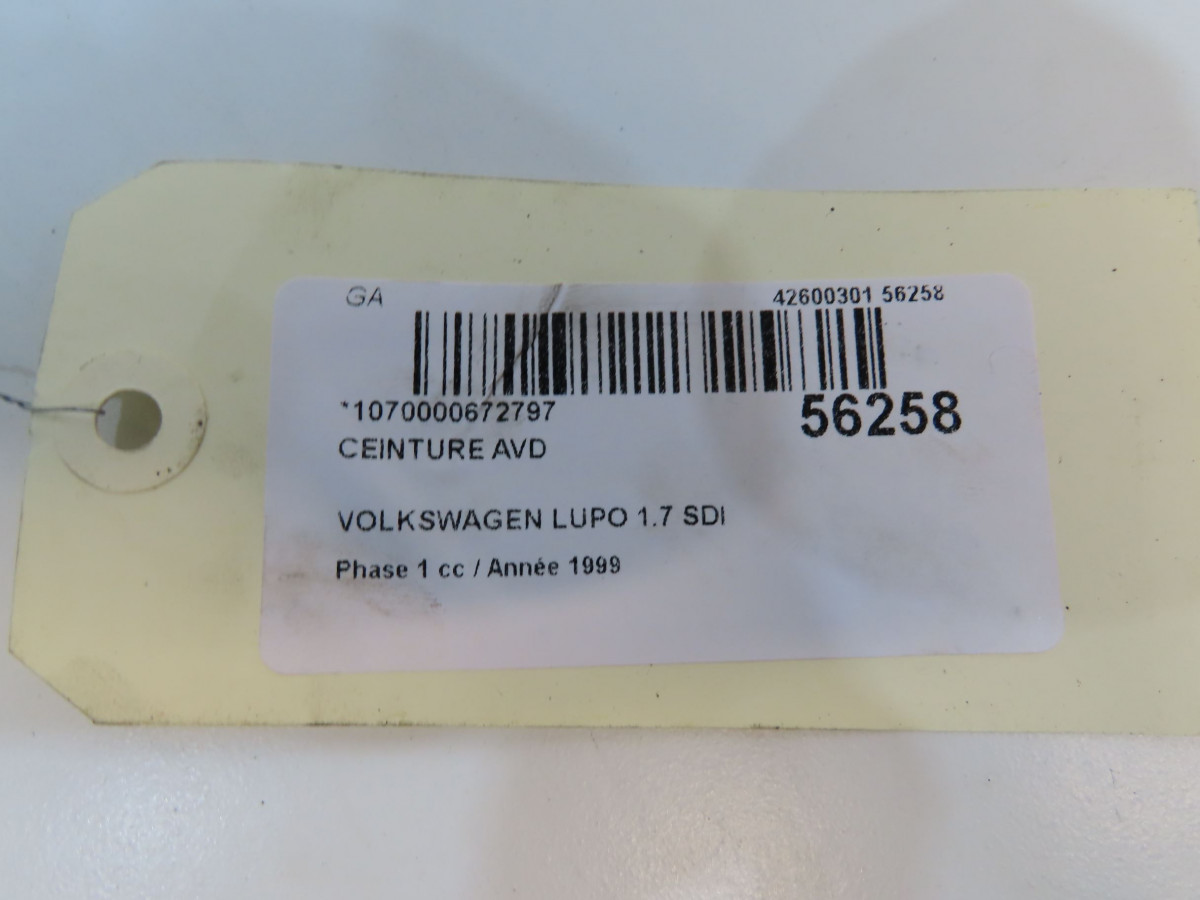 GA 42600301 56258
*1070000672797 56258
CEINTURE AVD
VOLKSWAGEN LUPO 1.7 SDI
Phase 1 cc / Année 1999